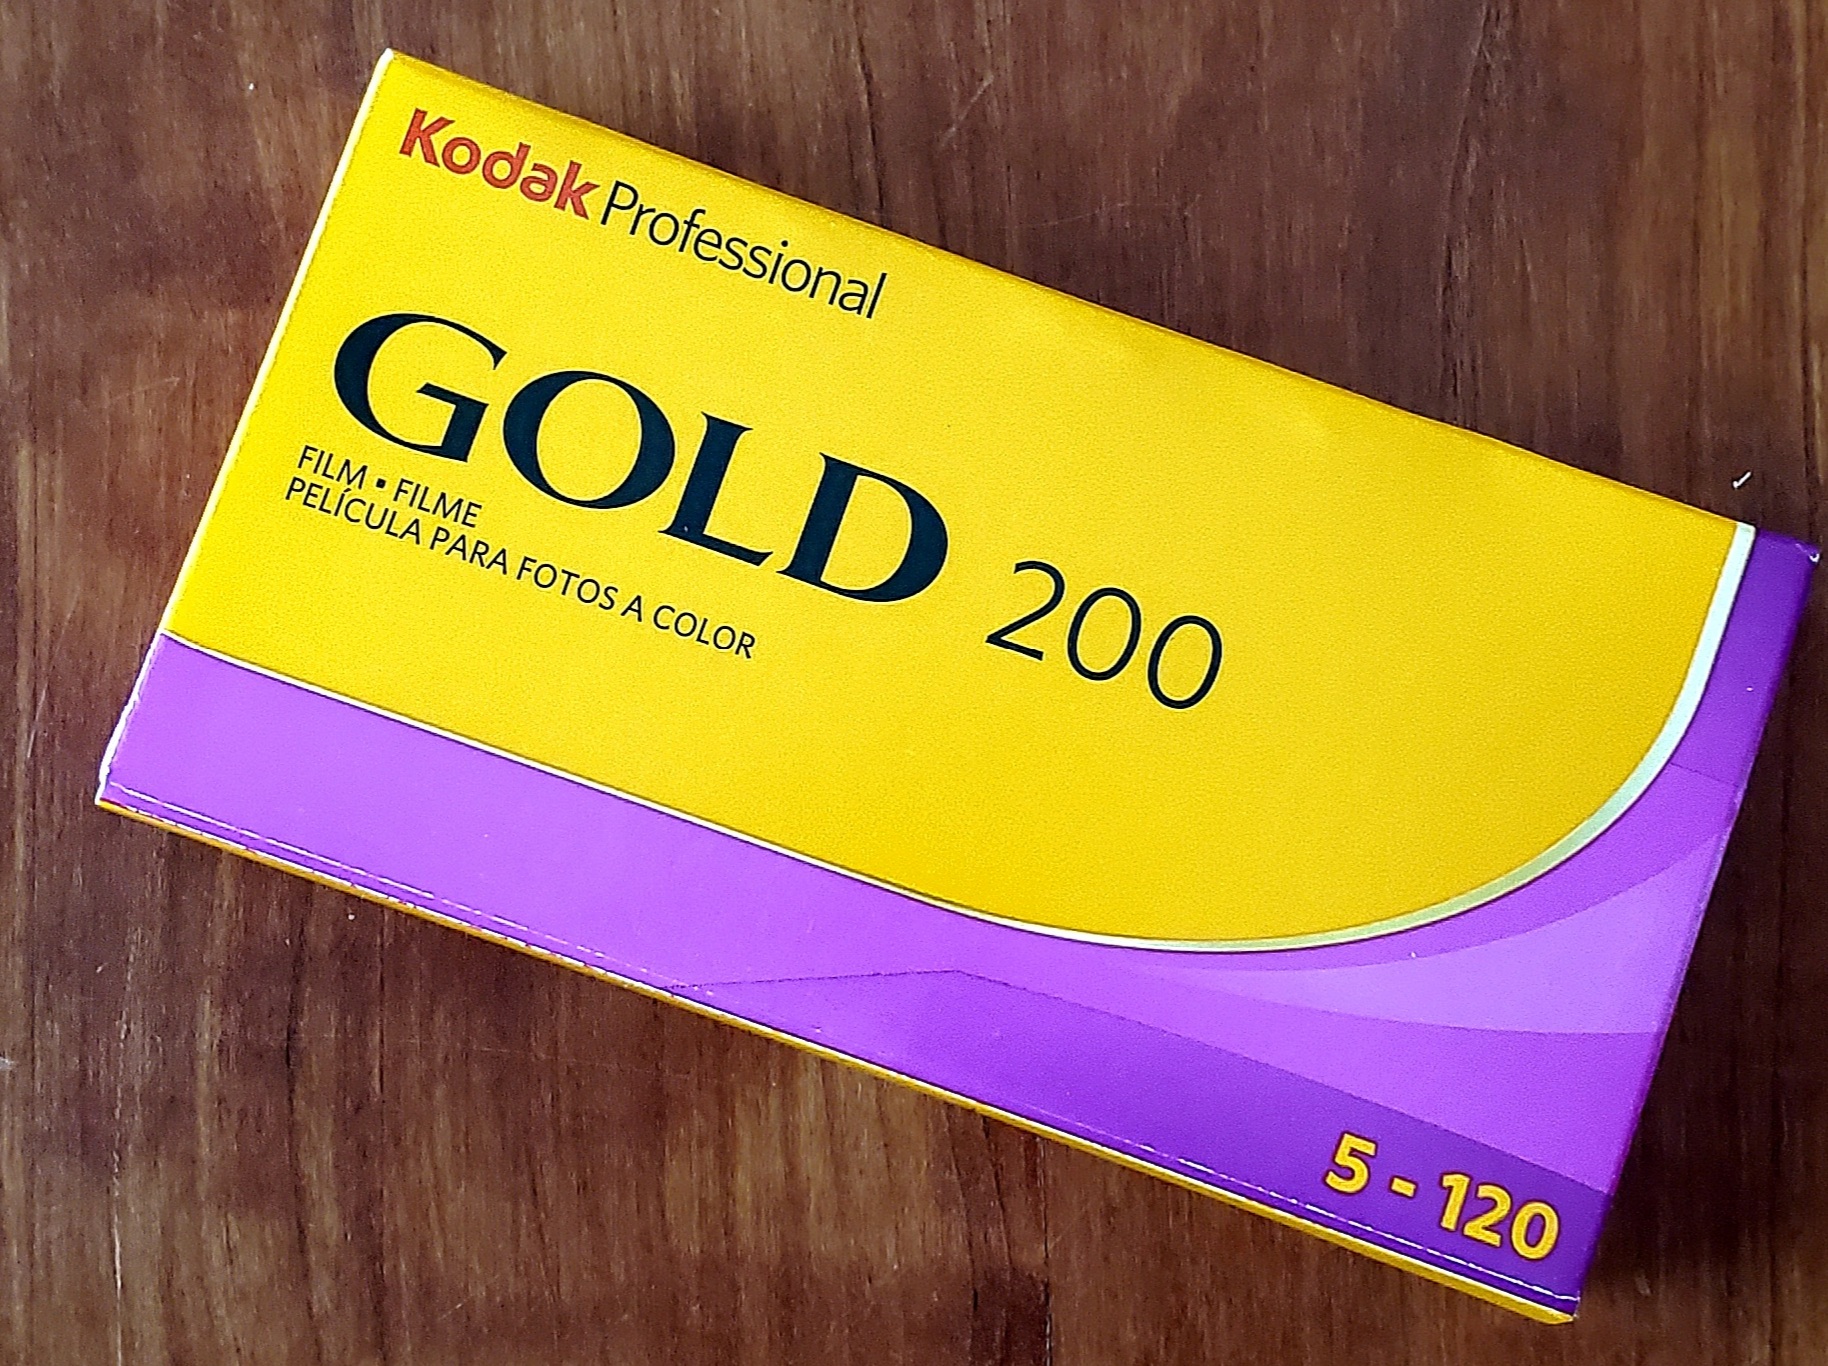 Kodak Professional
GOLD 200
FILM ▪ FILME
PELÍCULA PARA FOTOS A COLOR
5 - 120